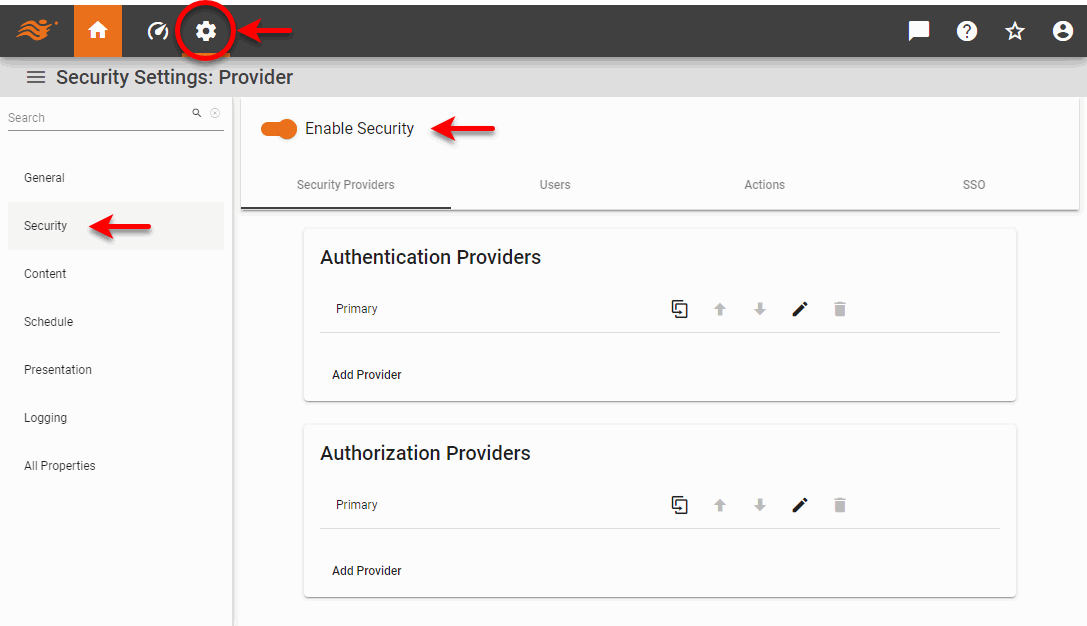 Security Settings: Provider
Search
General
Security
Content
Schedule
Presentation
Logging
All Properties
Enable Security
Security Providers
Users
Actions
SSO
Authentication Providers
Primary
Add Provider
Authorization Providers
Primary
Add Provider